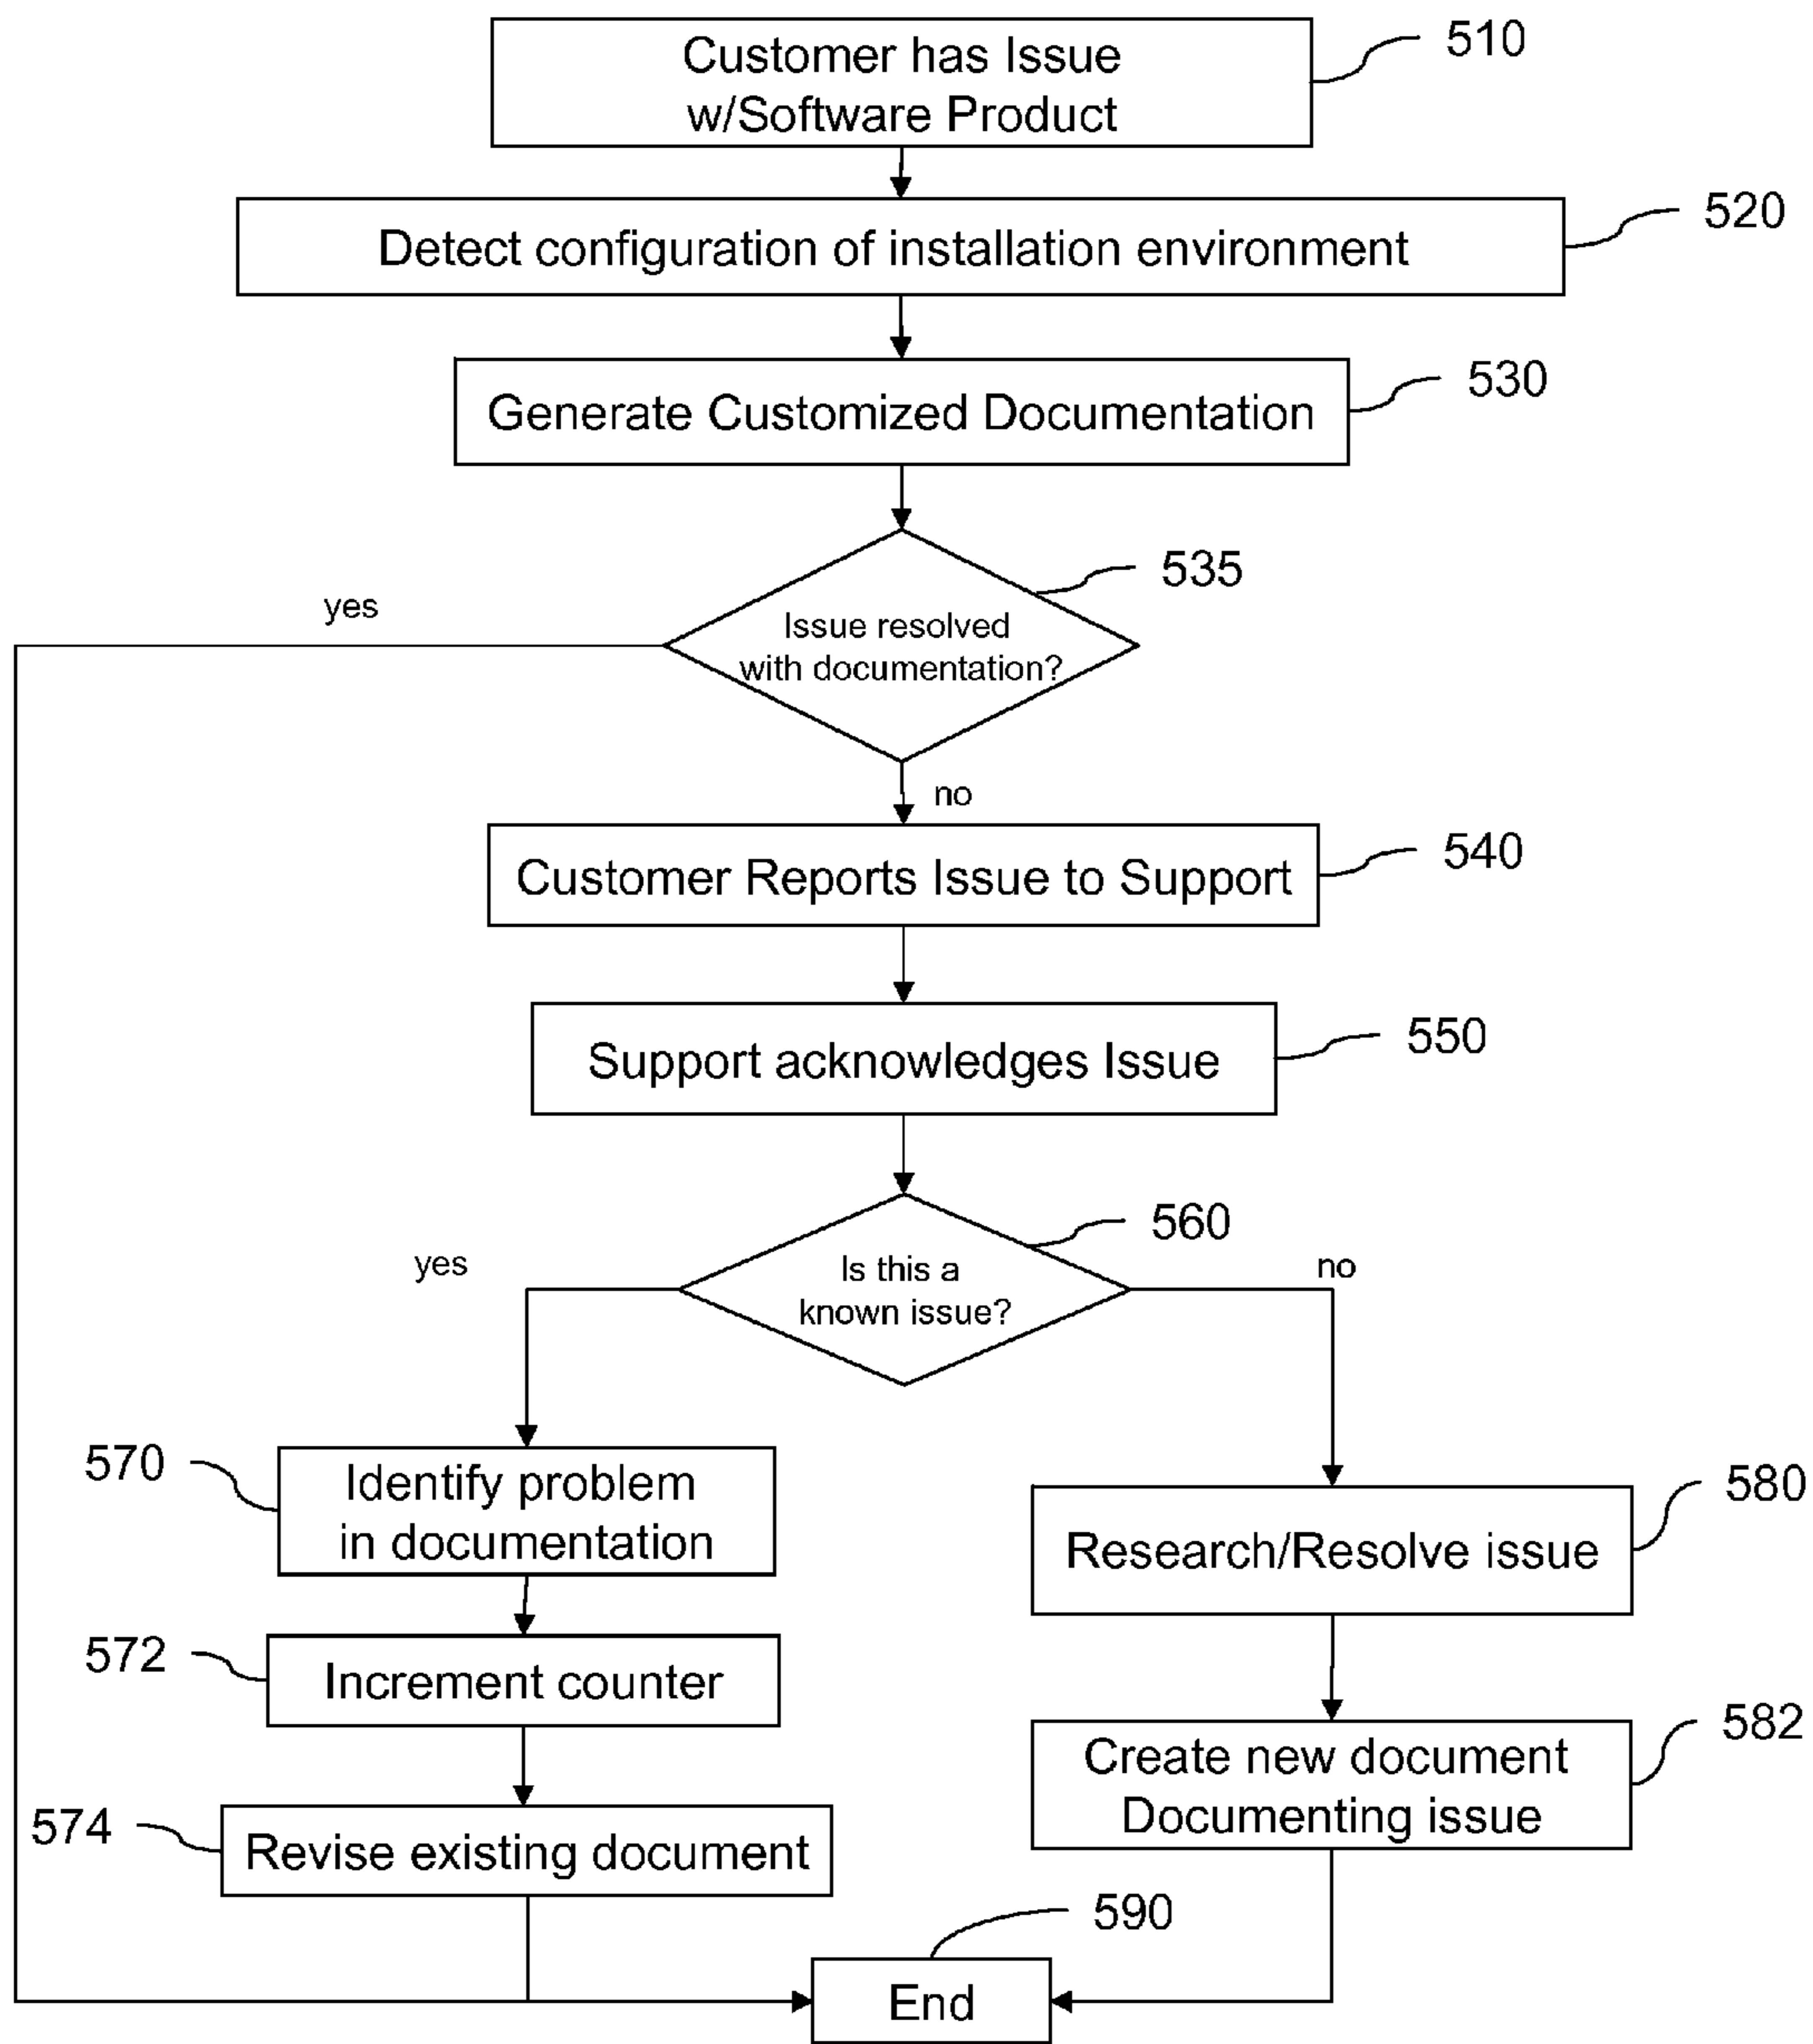 Customer has Issue
w/Software Product
510
Detect configuration of installation environment
520
Generate Customized Documentation
530
Issue resolved
with documentation?
535
yes
no
Customer Reports Issue to Support
540
Support acknowledges Issue
550
Is this a
known issue?
560
yes
no
570
Identify problem
in documentation
Research/Resolve issue
580
572
Increment counter
Create new document
Documenting issue
582
574
Revise existing document
590
End